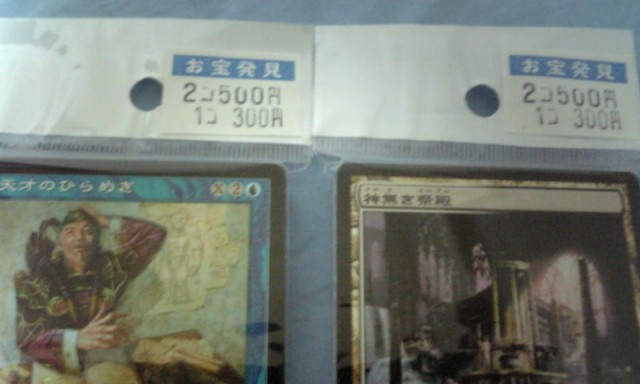 お宝発見
2コ500円
1コ 300円
お宝発見
2コ500円
1コ 300円
天才のひらめき
X2
神無き祭殿